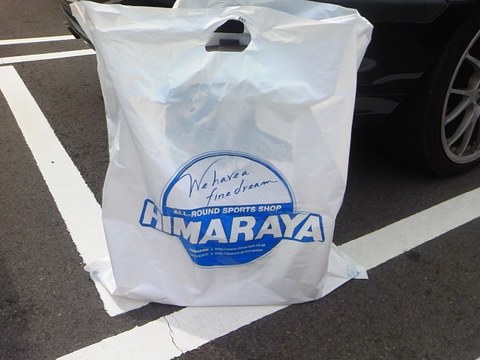 We have a
fine dream
ALL-ROUND SPORTS SHOP
HIMARAYA